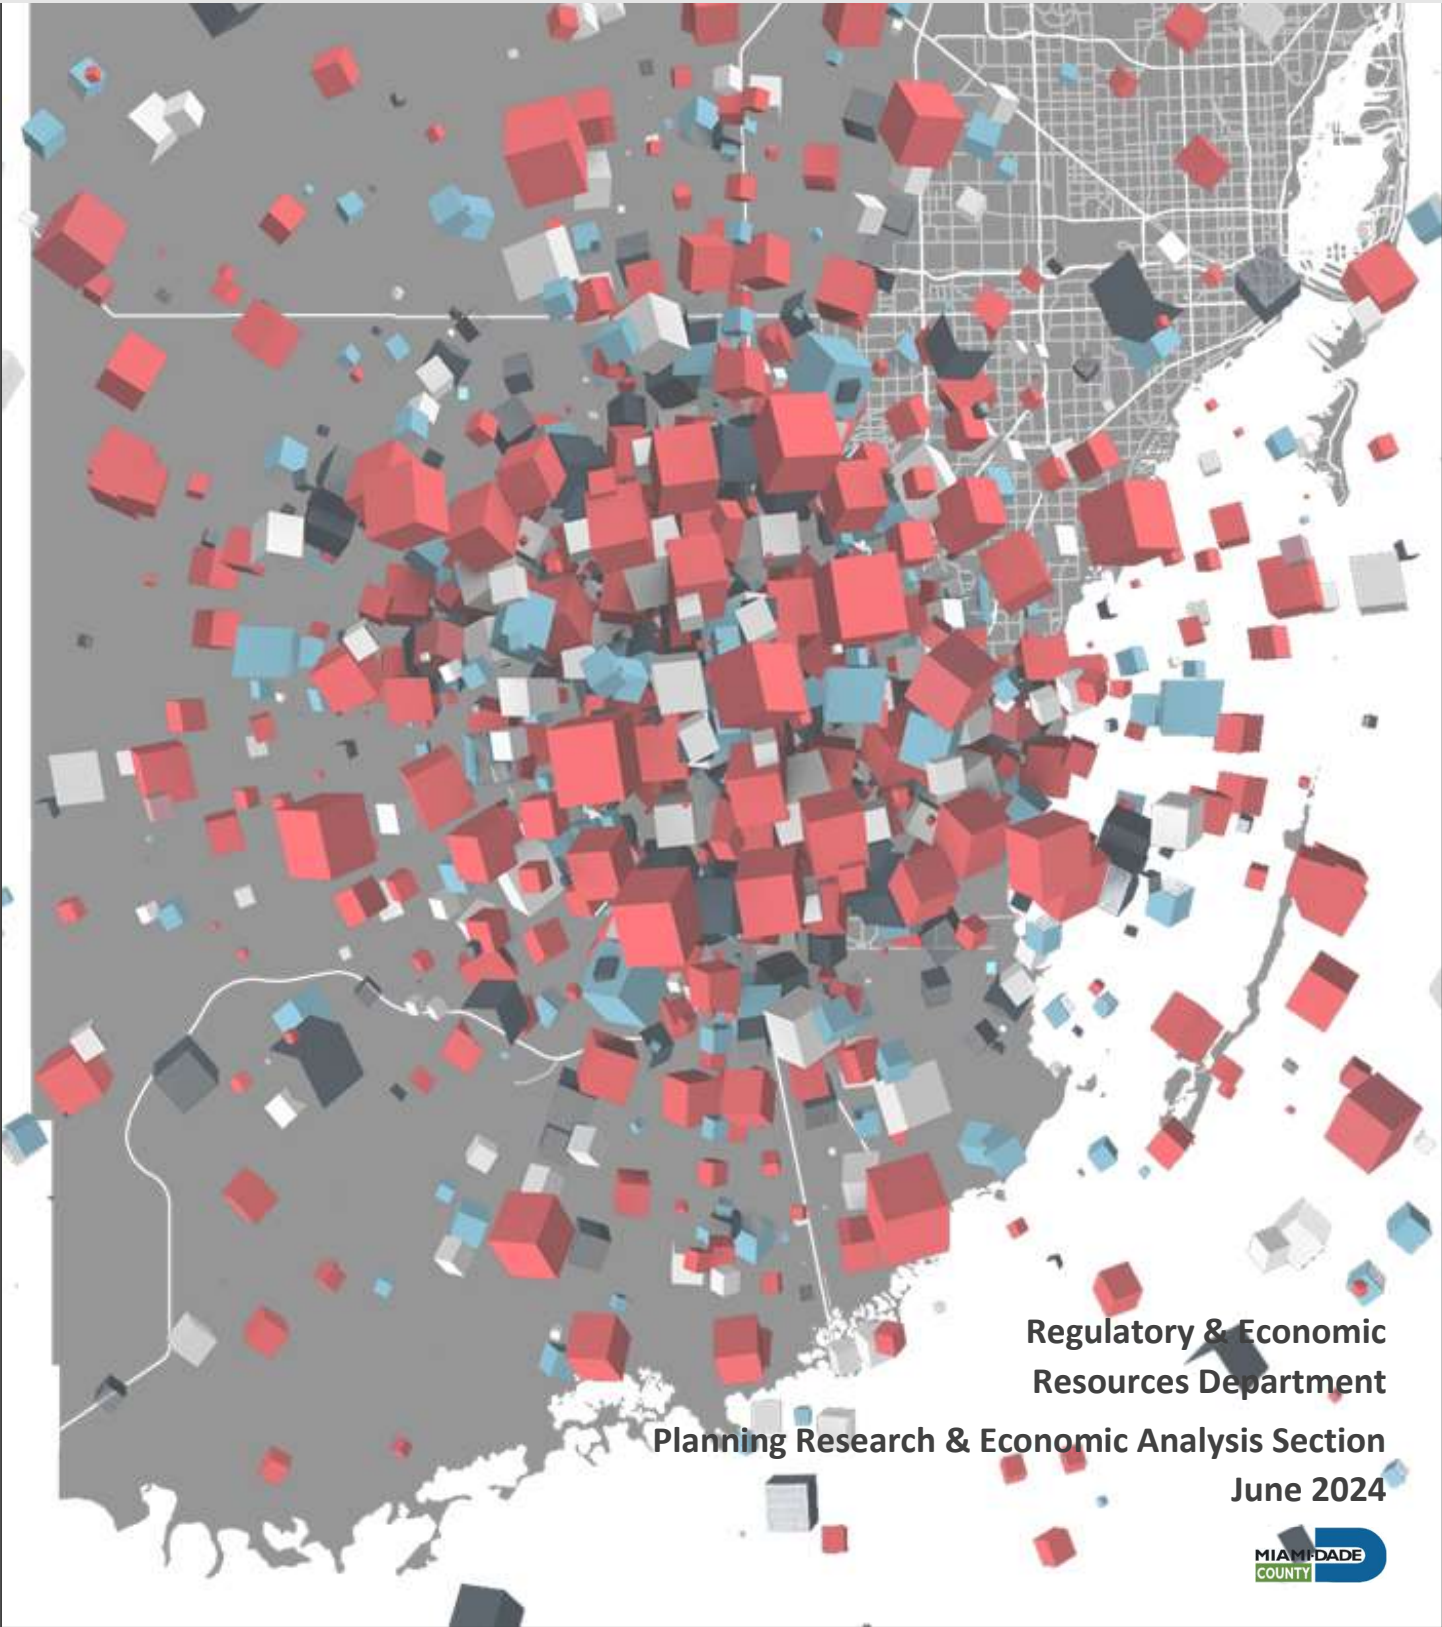 Regulatory & Economic
Resources Department
Planning Research & Economic Analysis Section
June 2024
MIAMI-DADE
COUNTY